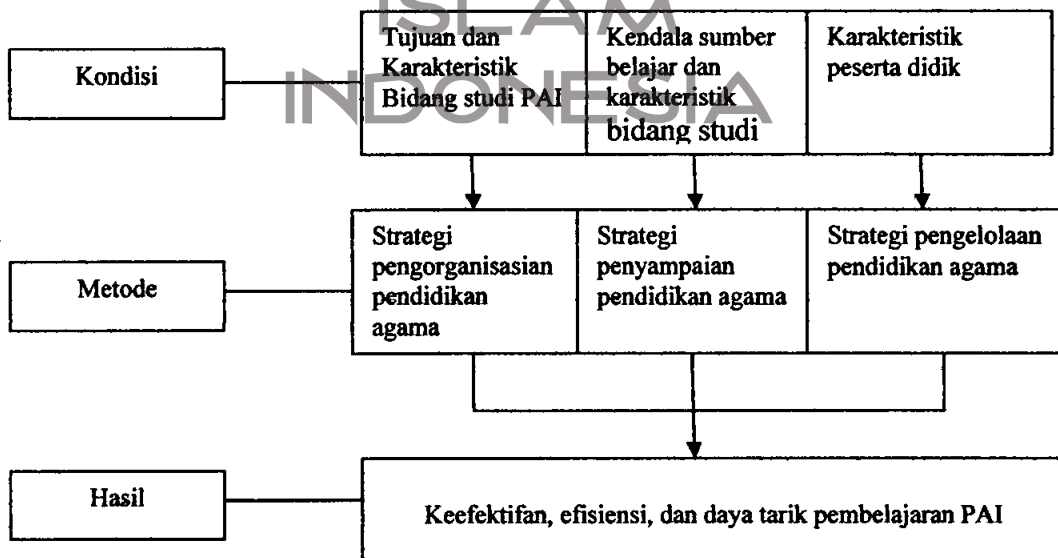 ISLAM
INDONESIA
Kondisi
Tujuan dan
Karakteristik
Bidang studi PAI
Kendala sumber
belajar dan
karakteristik
bidang studi
Karakteristik
peserta didik
Metode
Strategi
pengorganisasian
pendidikan
agama
Strategi
penyampaian
pendidikan agama
Strategi pengelolaan
pendidikan agama
Hasil
Keefektifan, efisiensi, dan daya tarik pembelajaran PAI